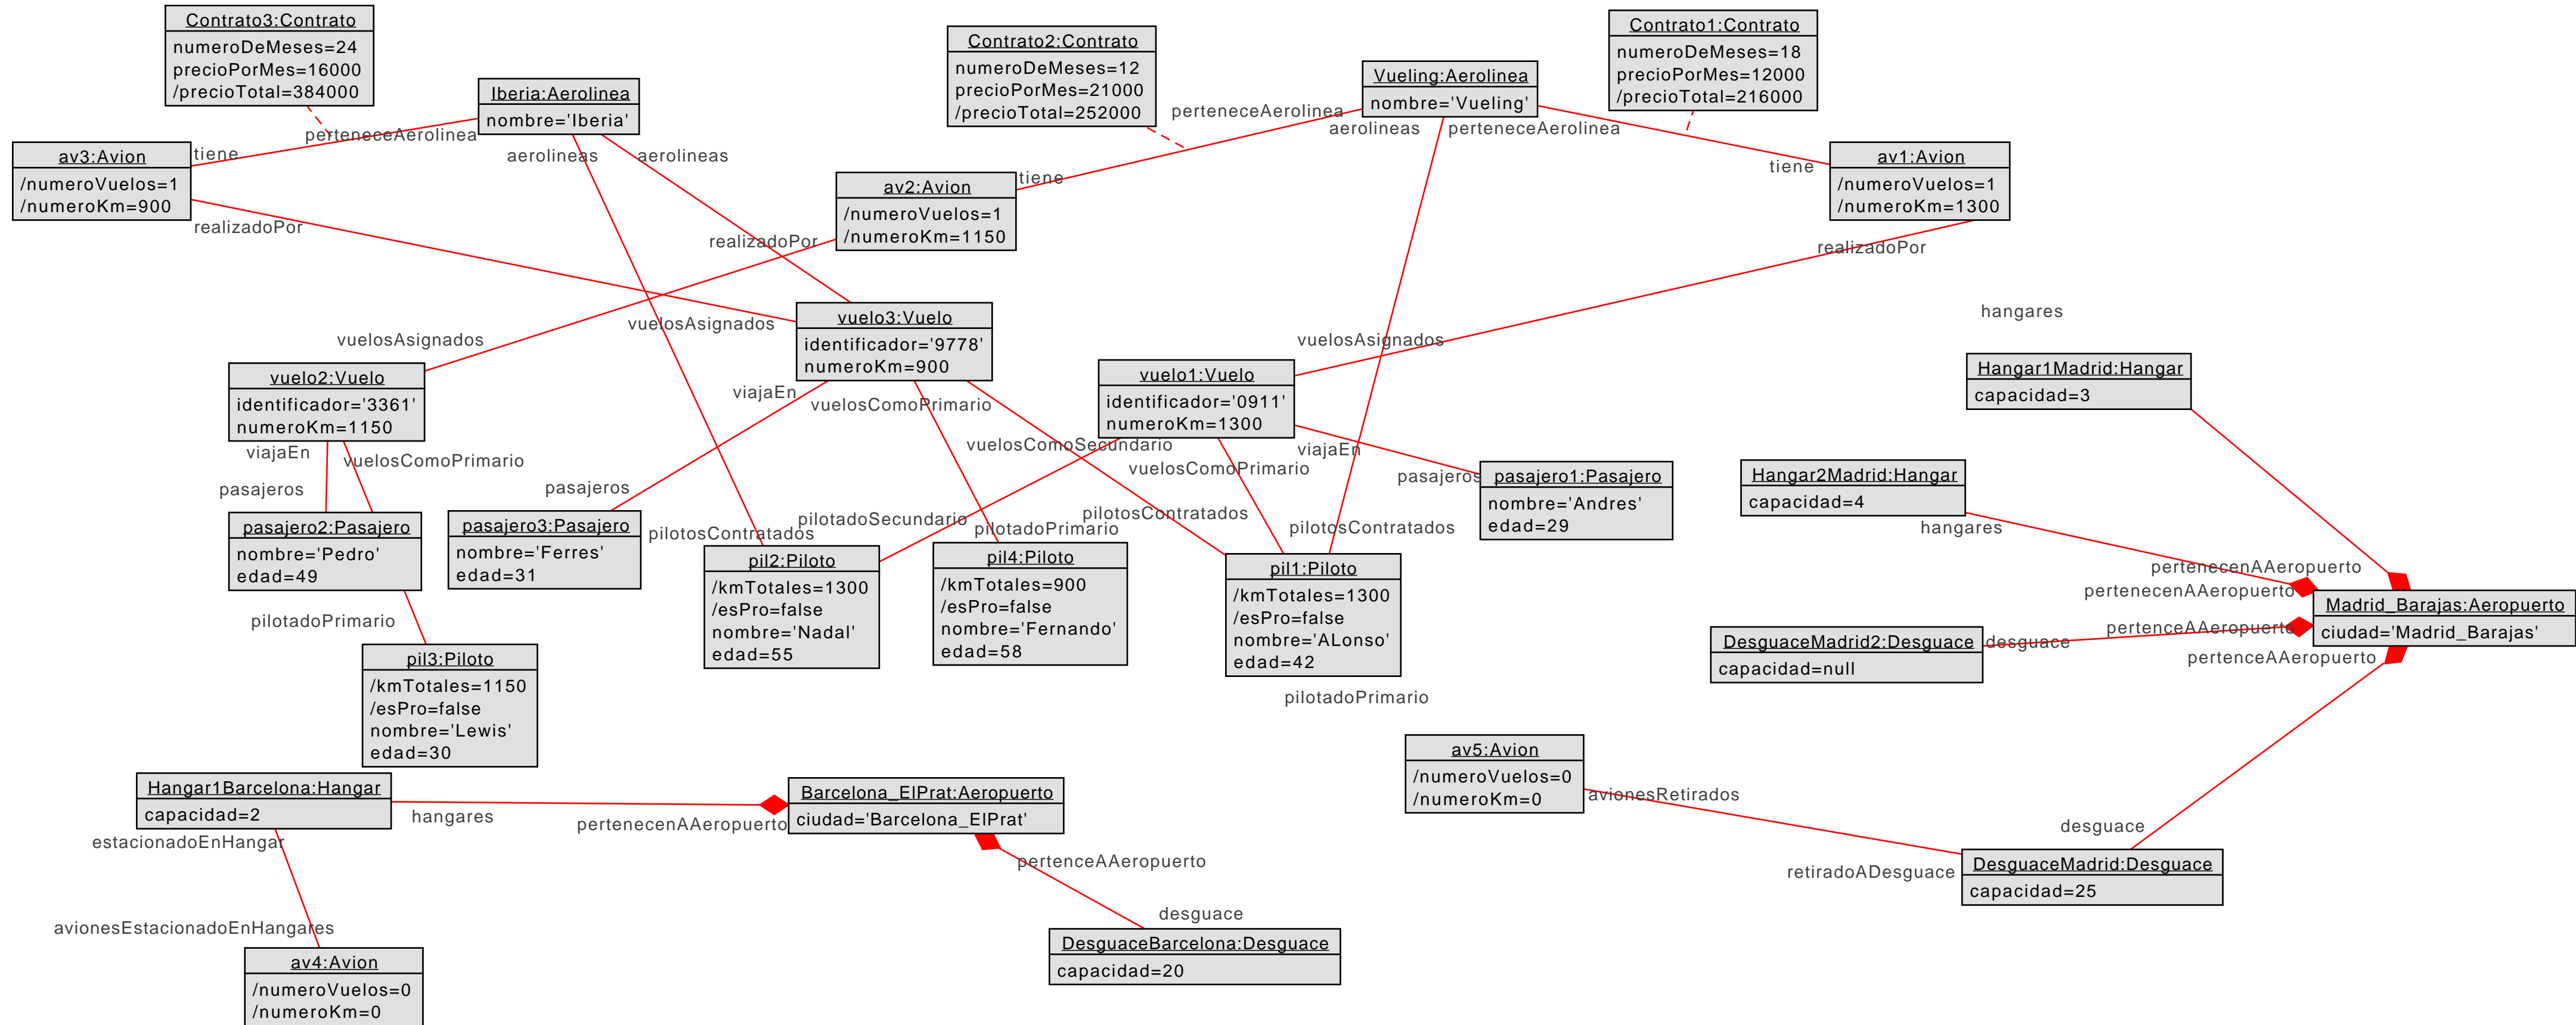 Contrato3:Contrato
numeroDeMeses=24
precioPorMes=16000
/precioTotal=384000
Iberia:Aerolinea
nombre='Iberia'
Contrato2:Contrato
numeroDeMeses=12
precioPorMes=21000
/precioTotal=252000
Vueling:Aerolinea
nombre='Vueling'
Contrato1:Contrato
numeroDeMeses=18
precioPorMes=12000
/precioTotal=216000
perteneceAerolinea
perteneceAerolinea
aerolineas
perteneceAerolinea
av3:Avion
/numeroVuelos=1
/numeroKm=900
tiene
aerolineas
aerolineas
av2:Avion
/numeroVuelos=1
/numeroKm=1150
tiene
tiene
av1:Avion
/numeroVuelos=1
/numeroKm=1300
realizadoPor
realizadoPor
realizadoPor
vuelosAsignados
vuelosAsignados
vuelosAsignados
hangares
vuelo3:Vuelo
identificador='9778'
numeroKm=900
vuelo2:Vuelo
identificador='3361'
numeroKm=1150
vuelo1:Vuelo
identificador='0911'
numeroKm=1300
Hangar1Madrid:Hangar
capacidad=3
viajaEn
vuelosComoPrimario
viajaEn
vuelosComoPrimario
vuelosComoSecundario
vuelosComoPrimario
viajaEn
pasajeros
pasajeros
pasajeros
pasajero1:Pasajero
nombre='Andres'
edad=29
Hangar2Madrid:Hangar
capacidad=4
hangares
pasajero2:Pasajero
nombre='Pedro'
edad=49
pasajero3:Pasajero
nombre='Ferres'
edad=31
pilotosContratados
pilotadoSecundario
pilotadoPrimario
pilotosContratados
pilotosContratados
pil2:Piloto
/kmTotales=1300
/esPro=false
nombre='Nadal'
edad=55
pil4:Piloto
/kmTotales=900
/esPro=false
nombre='Fernando'
edad=58
pil1:Piloto
/kmTotales=1300
/esPro=false
nombre='ALonso'
edad=42
pertenecenAAeropuerto
pertenecenAAeropuerto
pertenceAAeropuerto
pertenceAAeropuerto
Madrid_Barajas:Aeropuerto
ciudad='Madrid_Barajas'
DesguaceMadrid2:Desguace
capacidad=null
desguace
pilotadoPrimario
pil3:Piloto
/kmTotales=1150
/esPro=false
nombre='Lewis'
edad=30
pilotadoPrimario
av5:Avion
/numeroVuelos=0
/numeroKm=0
avionesRetirados
Hangar1Barcelona:Hangar
capacidad=2
hangares
pertenecenAAeropuerto
Barcelona_ElPrat:Aeropuerto
ciudad='Barcelona_ElPrat'
estacionadoEnHangar
pertenceAAeropuerto
desguace
retiradoADesguace
DesguaceMadrid:Desguace
capacidad=25
avionesEstacionadoEnHangares
desguace
DesguaceBarcelona:Desguace
capacidad=20
av4:Avion
/numeroVuelos=0
/numeroKm=0